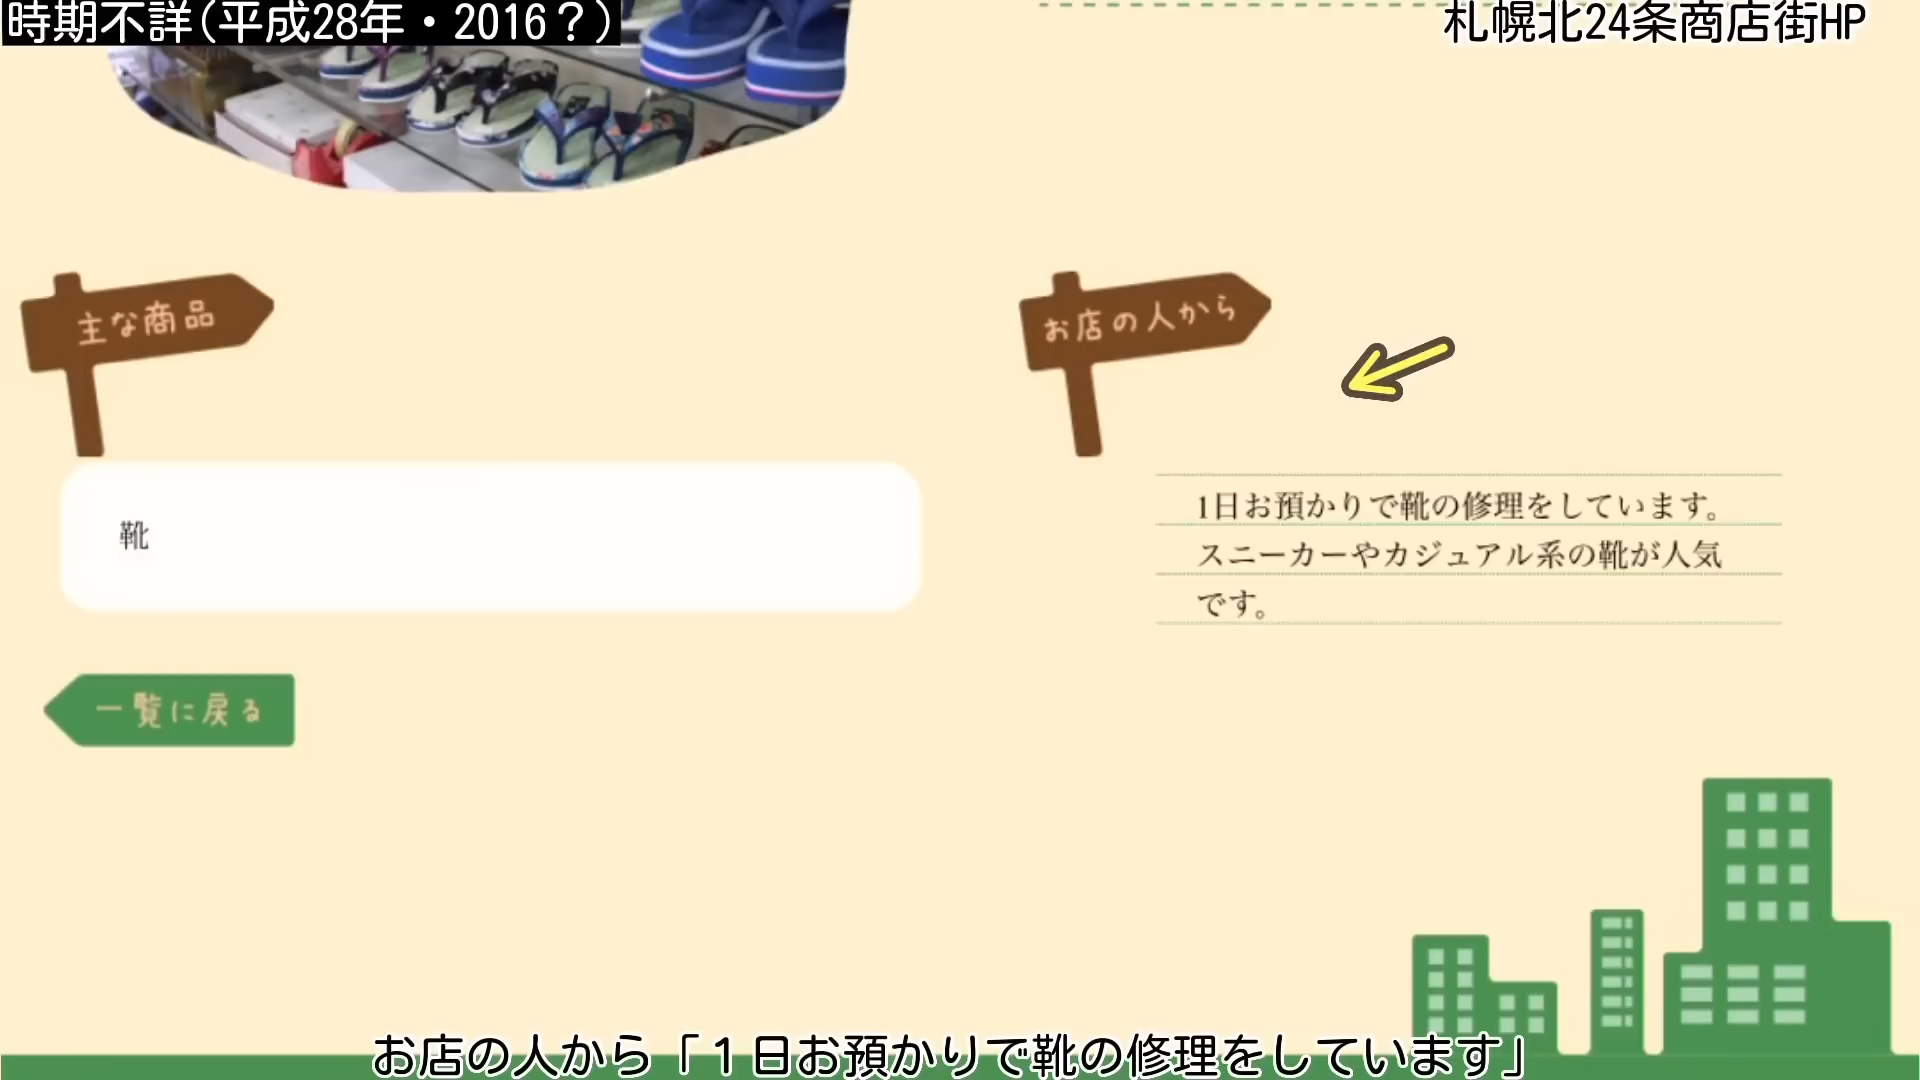 時期不詳(平成28年・2016？)
札幌北24条商店街HP
主な商品
靴
お店の人から
1日お預かりで靴の修理をしています。
スニーカーやカジュアル系の靴が人気
です。
一覧に戻る
お店の人から「１日お預かりで靴の修理をしています」